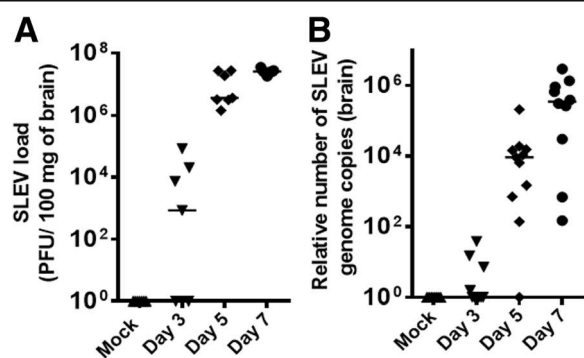 A
SLEV load
(PFU/ 100 mg of brain)
10⁸
10⁶
10⁴
10²
10⁰
Mock
Day 3
Day 5
Day 7
B
Relative number of SLEV
genome copies (brain)
10⁶
10⁴
10²
10⁰
Mock
Day 3
Day 5
Day 7